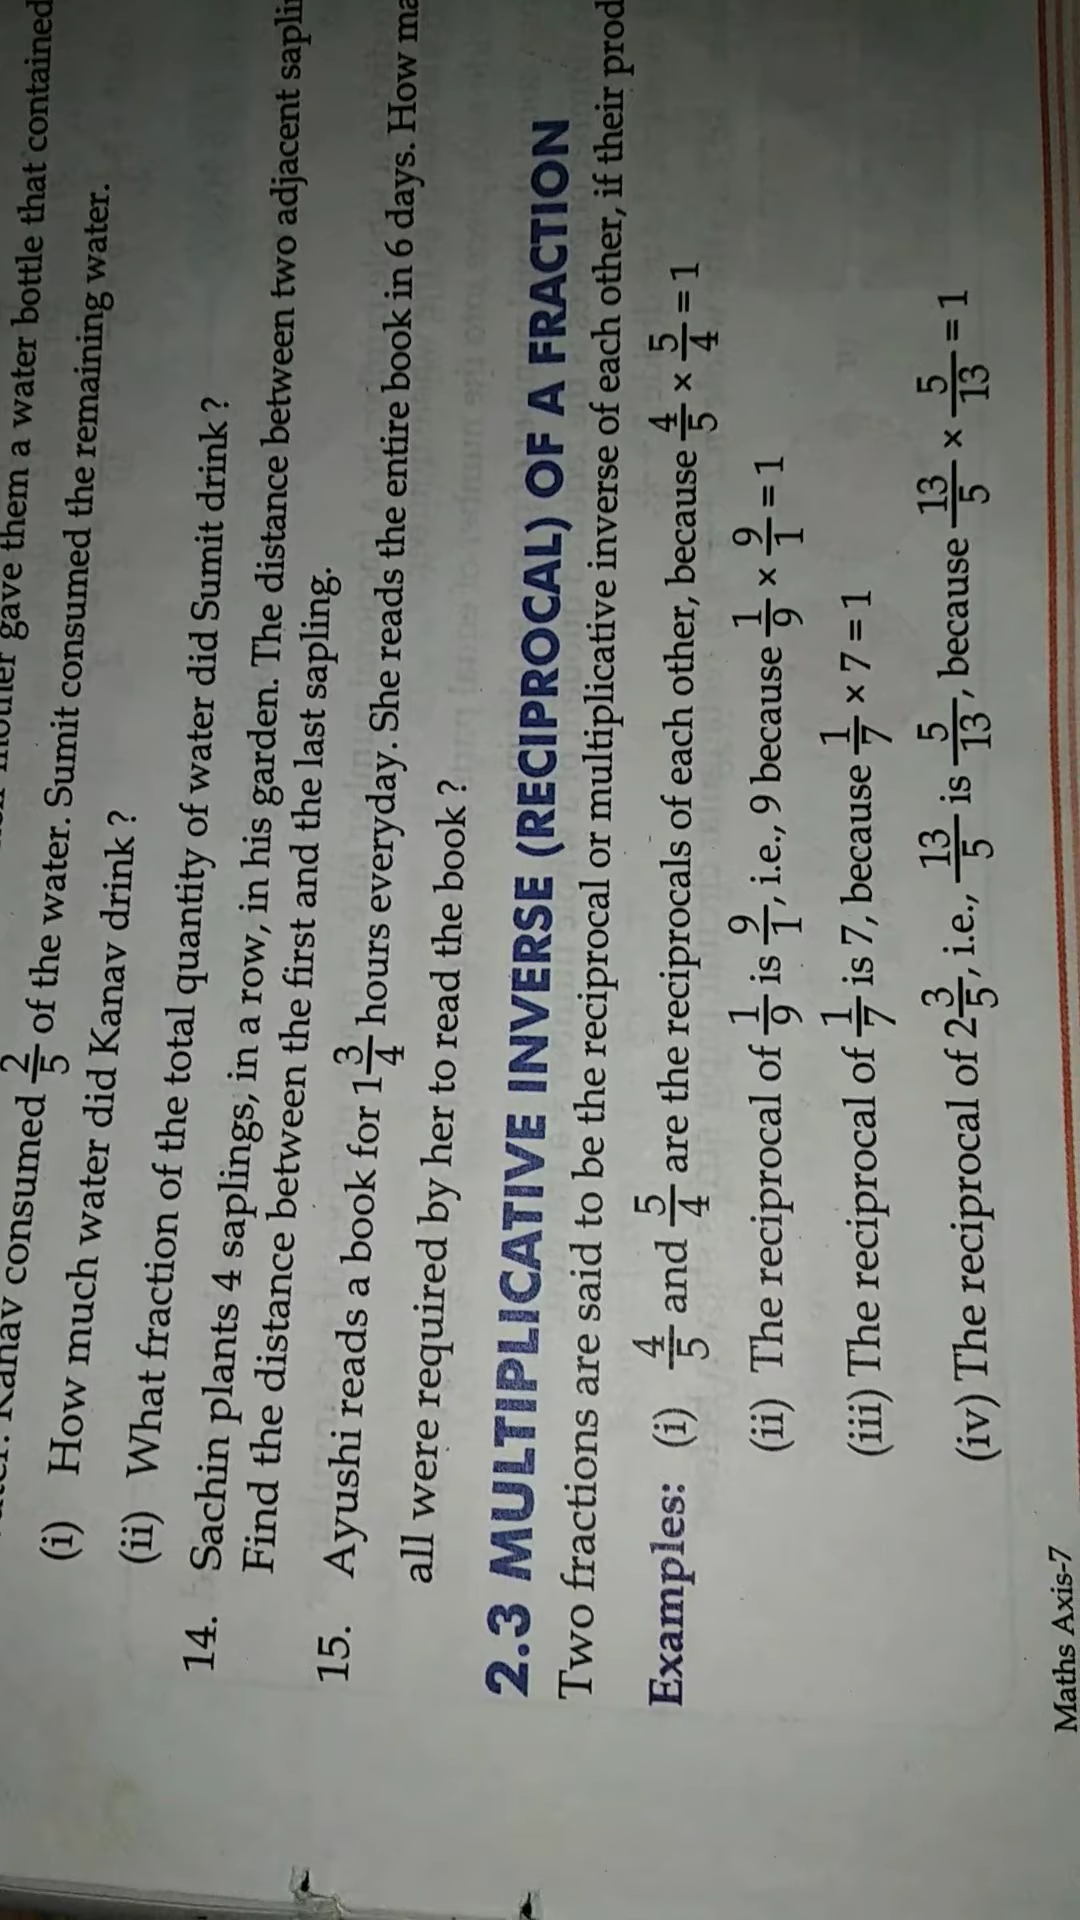 gave them a water bottle that contained
Kanav consumed 2/5 of the water. Sumit consumed the remaining water.
(i) How much water did Kanav drink ?
(ii) What fraction of the total quantity of water did Sumit drink ?
14. Sachin plants 4 saplings, in a row, in his garden. The distance between two adjacent
Find the distance between the first and the last sapling.
15. Ayushi reads a book for 1 3/4 hours everyday. She reads the entire book in 6 days. How
all were required by her to read the book ?
2.3 MULTIPLICATIVE INVERSE (RECIPROCAL) OF A FRACTION
Two fractions are said to be the reciprocal or multiplicative inverse of each other, if their
Examples: (i) 4/5 and 5/4 are the reciprocals of each other, because 4/5 × 5/4 = 1
(ii) The reciprocal of 1/9 is 9/1, i.e., 9 because 1/9 × 9/1 = 1
(iii) The reciprocal of 1/7 is 7, because 1/7 × 7 = 1
(iv) The reciprocal of 2 3/5, i.e., 13/5 is 5/13, because 13/5 × 5/13 = 1
Maths Axis-7